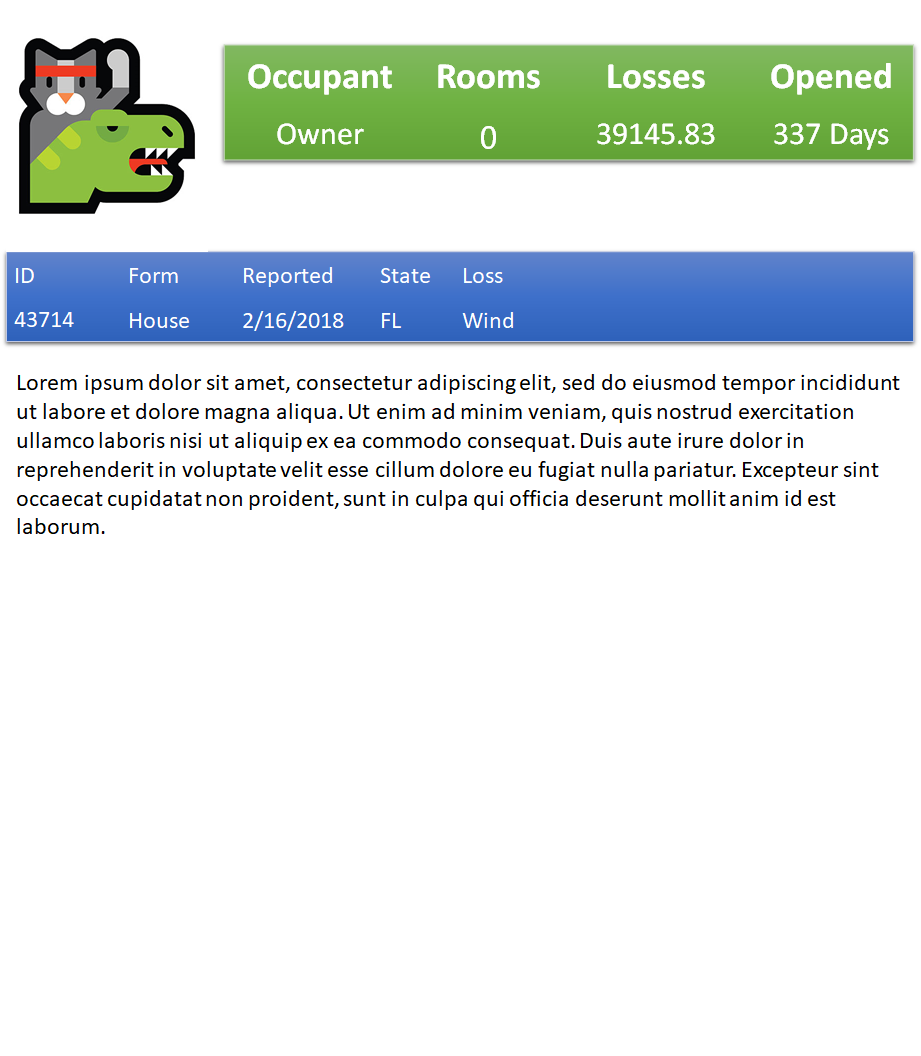 Occupant Rooms Losses Opened
Owner 0 39145.83 337 Days
ID Form Reported State Loss
43714 House 2/16/2018 FL Wind
Lorem ipsum dolor sit amet, consectetur adipiscing elit, sed do eiusmod tempor incididunt
ut labore et dolore magna aliqua. Ut enim ad minim veniam, quis nostrud exercitation
ullamco laboris nisi ut aliquip ex ea commodo consequat. Duis aute irure dolor in
reprehenderit in voluptate velit esse cillum dolore eu fugiat nulla pariatur. Excepteur sint
occaecat cupidatat non proident, sunt in culpa qui officia deserunt mollit anim id est
laborum.